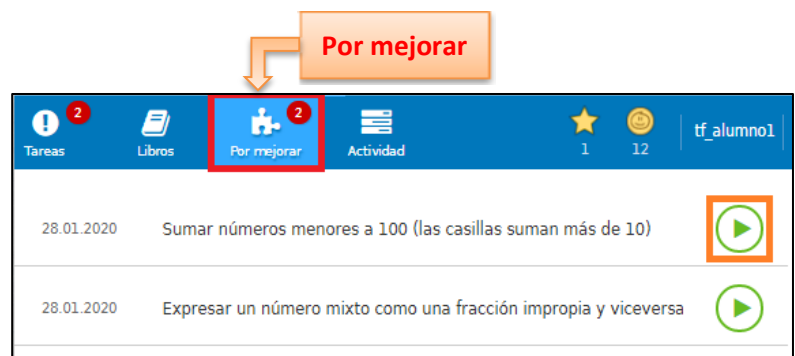 Por mejorar
2
2
Tareas
Libros
Por mejorar
Actividad
1
12
tf_alumno1
28.01.2020 Sumar números menores a 100 (las casillas suman más de 10)
28.01.2020 Expresar un número mixto como una fracción impropia y viceversa